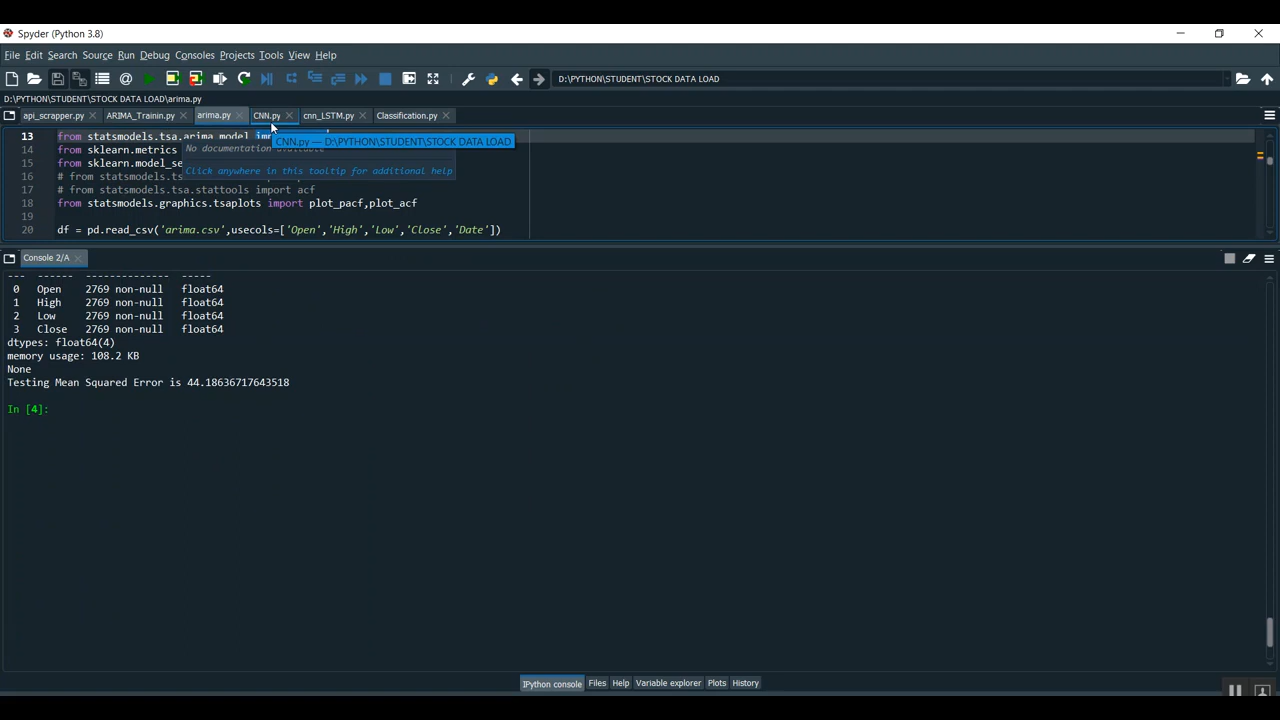 Spyder (Python 3.8)
File Edit Search Source Run Debug Consoles Projects Tools View Help
D:\PYTHON\STUDENT\STOCK DATA LOAD
D:\PYTHON\STUDENT\STOCK DATA LOAD\arima.py
api_scrapper.py ARIMA_Trainin.py arima.py CNN.py cnn_LSTM.py Classification.py
13 from statsmodels.tsa.arima.model
CNN.py — D:\PYTHON\STUDENT\STOCK DATA LOAD
14 from sklearn.metrics
No documentation available
15 from sklearn.model_se
16 # from statsmodels.ts
Click anywhere in this tooltip for additional help
17 # from statsmodels.tsa.stattools import acf
18 from statsmodels.graphics.tsaplots import plot_pacf,plot_acf
19
20 df = pd.read_csv('arima.csv',usecols=['Open','High','Low','Close','Date'])
Console 2/A
--- ------ -------------- -----
0 Open 2769 non-null float64
1 High 2769 non-null float64
2 Low 2769 non-null float64
3 Close 2769 non-null float64
dtypes: float64(4)
memory usage: 108.2 KB
None
Testing Mean Squared Error is 44.18636717643518
In [4]:
IPython console Files Help Variable explorer Plots History